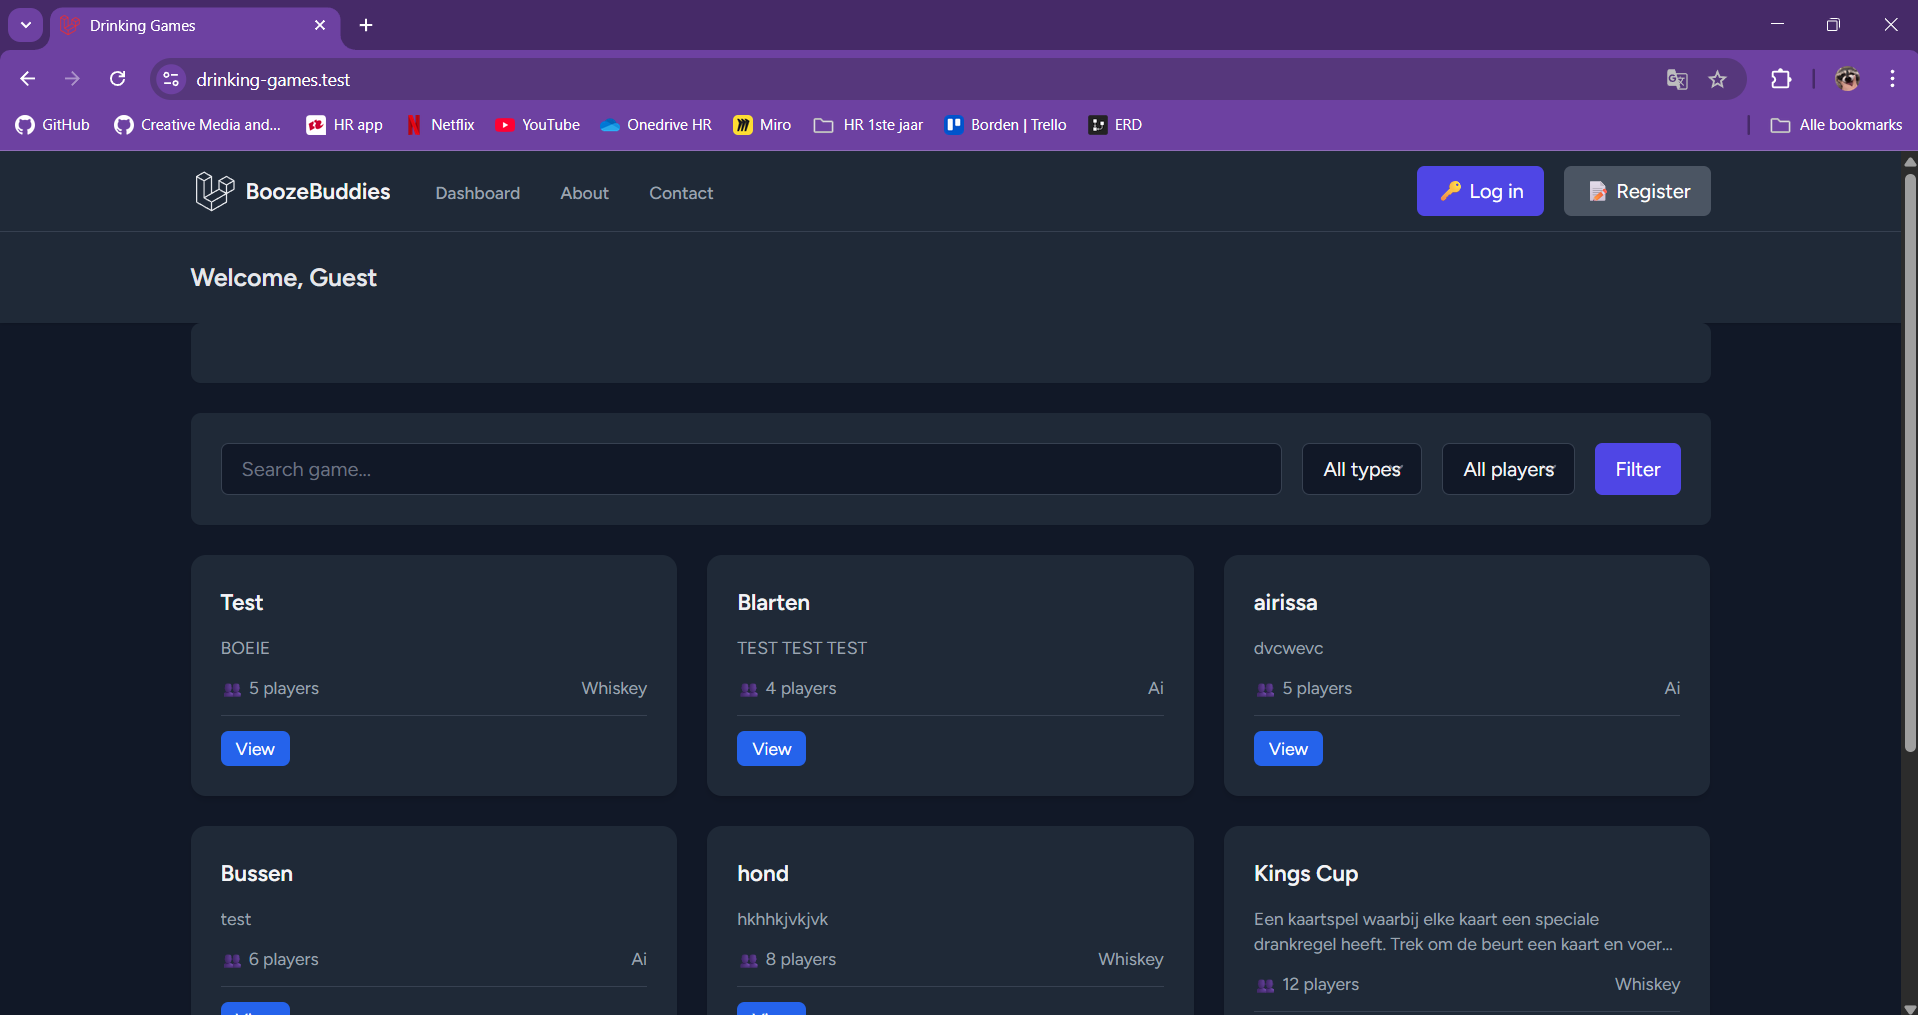 Drinking Games
drinking-games.test
GitHub Creative Media and... HR app Netflix YouTube Onedrive HR Miro HR 1ste jaar Borden | Trello ERD Alle bookmarks
BoozeBuddies Dashboard About Contact 🔑 Log in 📝 Register
Welcome, Guest
Search game... All types All players Filter
Test
BOEIE
👥 5 players Whiskey
View
Blarten
TEST TEST TEST
👥 4 players Ai
View
airissa
dvcwevc
👥 5 players Ai
View
Bussen
test
👥 6 players Ai
View
hond
hkhhkjvkjvk
👥 8 players Whiskey
View
Kings Cup
Een kaartspel waarbij elke kaart een speciale
drankregel heeft. Trek om de beurt een kaart en voer...
👥 12 players Whiskey